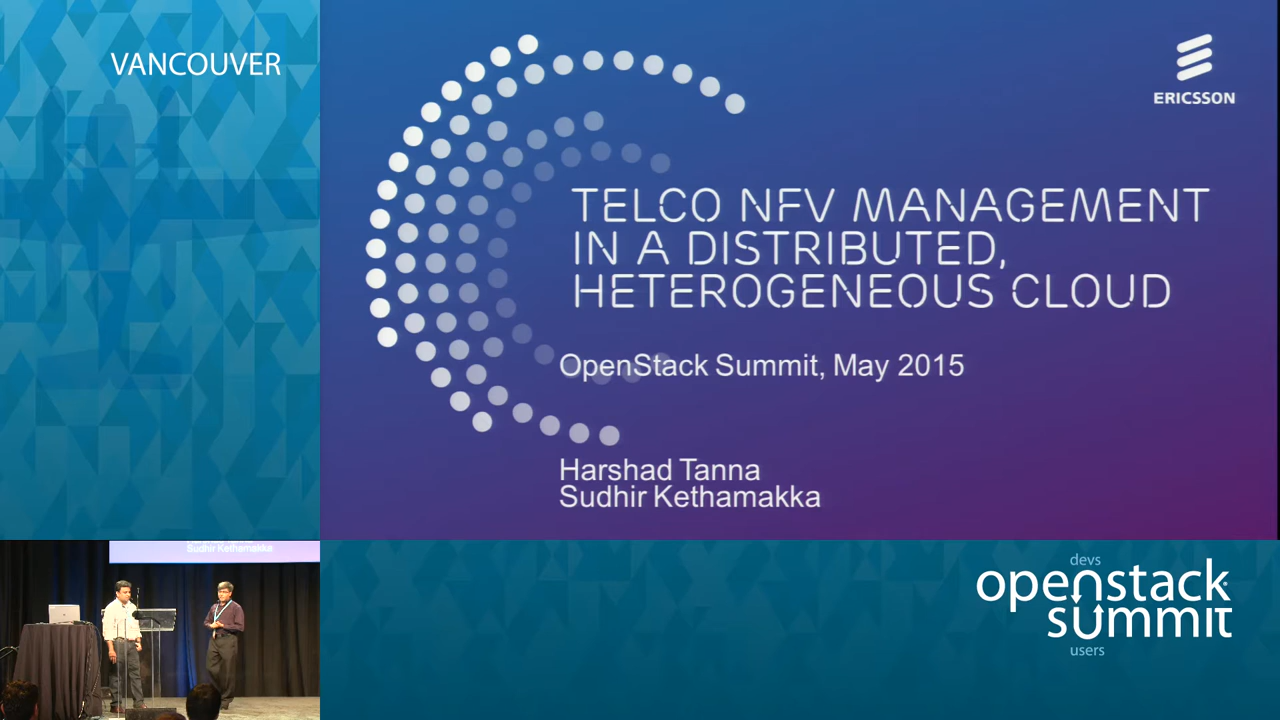 VANCOUVER
ERICSSON
TELCO NFV MANAGEMENT
IN A DISTRIBUTED,
HETEROGENEOUS CLOUD
OpenStack Summit, May 2015
Harshad Tanna
Sudhir Kethamakka
Sudhir Kethamakka
devs
openstack
summit
users